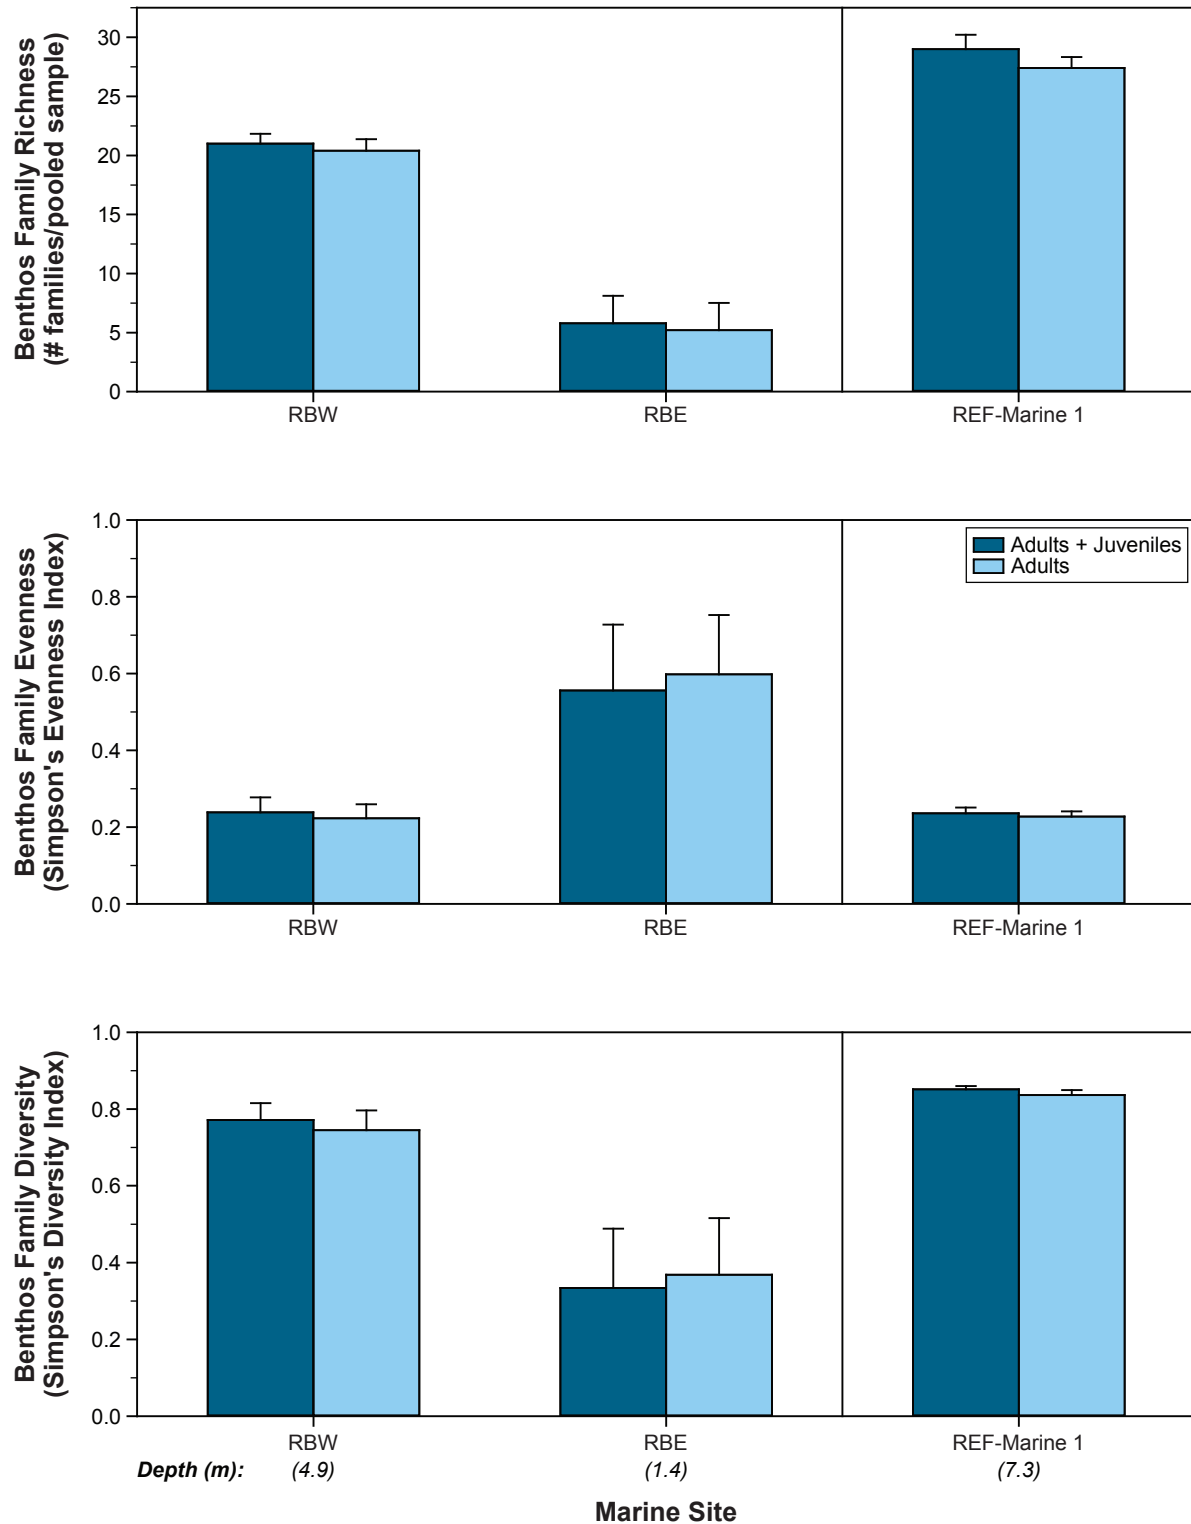 Benthos Family Richness
(# families/pooled sample)
30
25
20
15
10
5
0
RBW
RBE
REF-Marine 1
Benthos Family Evenness
(Simpson's Evenness Index)
1.0
0.8
0.6
0.4
0.2
0.0
Adults + Juveniles
Adults
RBW
RBE
REF-Marine 1
Benthos Family Diversity
(Simpson's Diversity Index)
1.0
0.8
0.6
0.4
0.2
0.0
RBW
RBE
REF-Marine 1
Depth (m): (4.9) (1.4) (7.3)
Marine Site